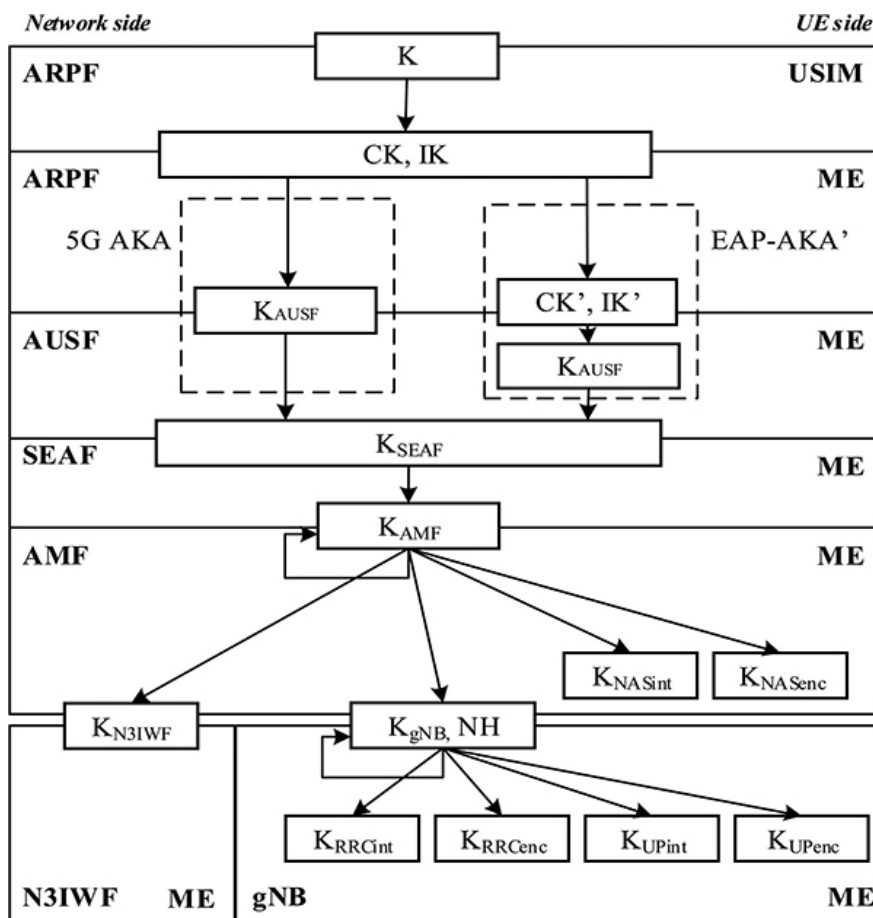 Network side UE side
K
ARPF USIM
CK, IK
ARPF ME
5G AKA EAP-AKA’
CK’, IK’
KAUSF
AUSF ME
KAUSF
KSEAF
SEAF ME
KAMF
AMF ME
KNASint KNASenc
KN3IWF KgNB, NH
KRRCint KRRCenc KUPint KUPenc
N3IWF ME gNB ME